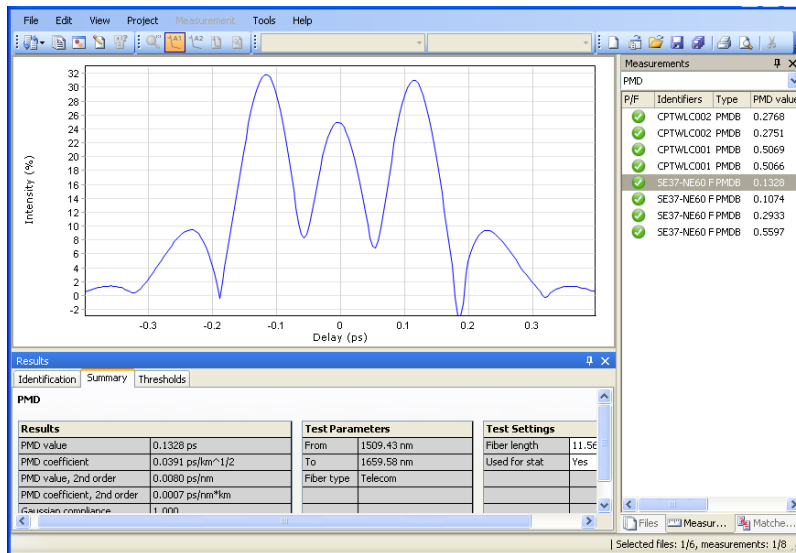 File Edit View Project Measurement Tools Help
A1 A2
Measurements
PMD
P/F Identifiers Type PMD value
CPTWLC002 PMDB 0.2768
CPTWLC002 PMDB 0.2751
CPTWLC001 PMDB 0.5069
CPTWLC001 PMDB 0.5066
SE37-NE60 F PMDB 0.1328
SE37-NE60 F PMDB 0.1074
SE37-NE60 F PMDB 0.2933
SE37-NE60 F PMDB 0.5597
Intensity (%)
32
30
28
26
24
22
20
18
16
14
12
10
8
6
4
2
0
-2
-0.3 -0.2 -0.1 0 0.1 0.2 0.3
Delay (ps)
Results
Identification Summary Thresholds
PMD
Results
PMD value 0.1328 ps
PMD coefficient 0.0391 ps/km^1/2
PMD value, 2nd order 0.0080 ps/nm
PMD coefficient, 2nd order 0.0007 ps/nm*km
Gaussian compliance 1.000
Test Parameters
From 1509.43 nm
To 1659.58 nm
Fiber type Telecom
Test Settings
Fiber length 11.56
Used for stat Yes
Files Measur... Matche...
Selected files: 1/6, measurements: 1/8